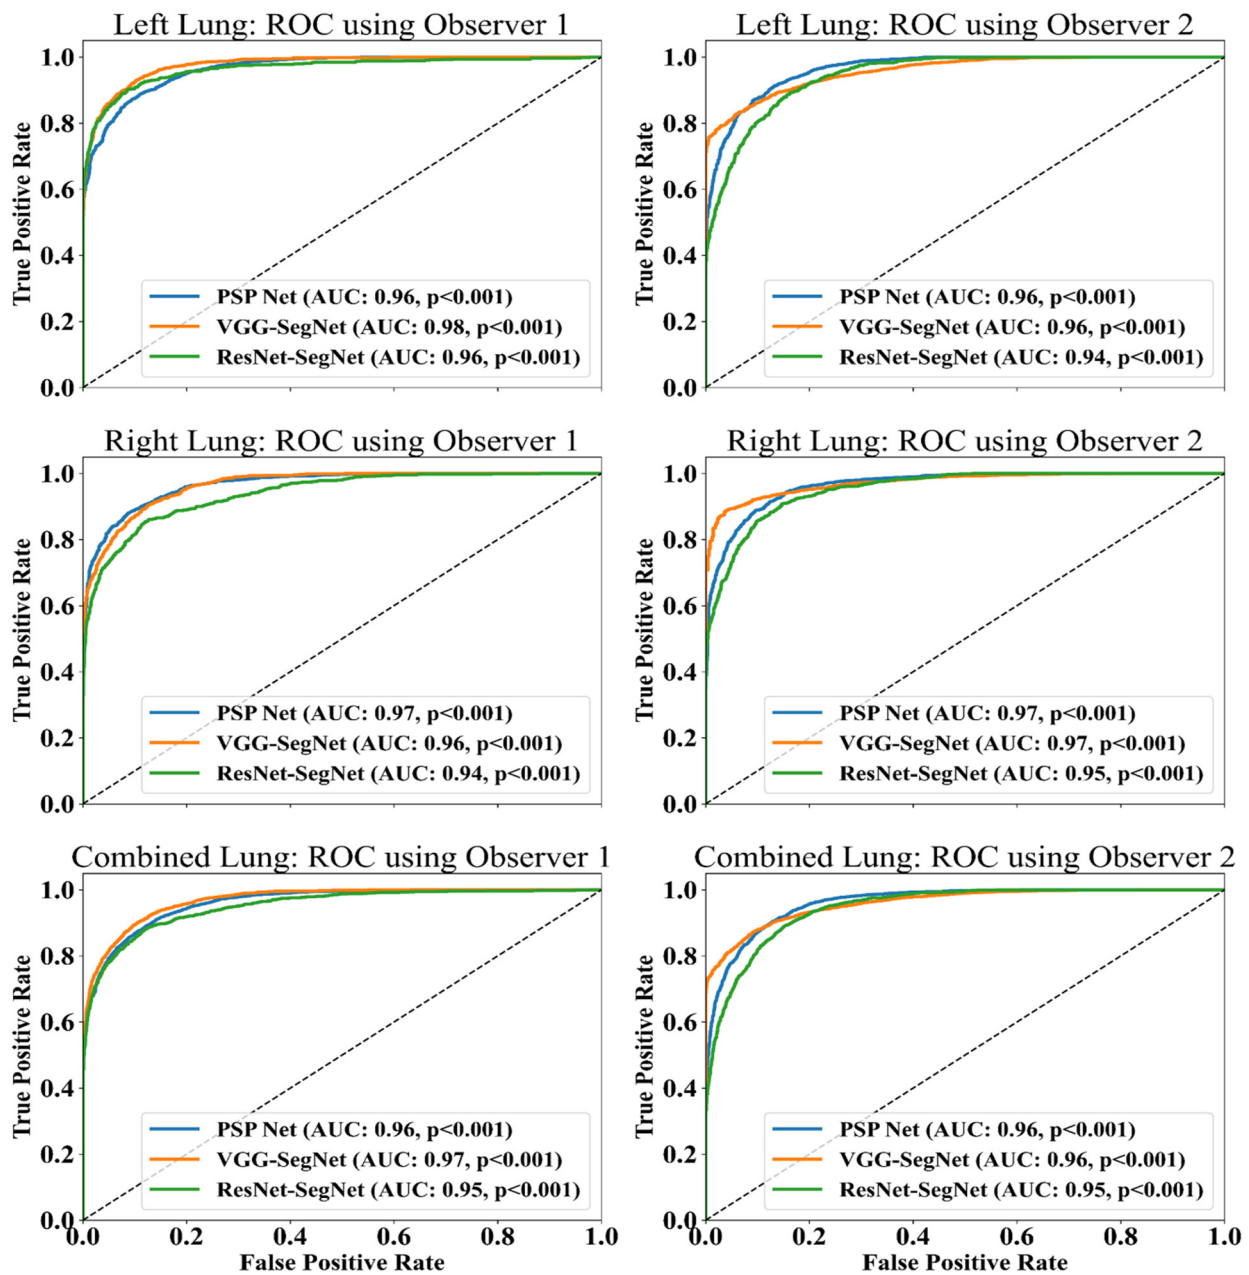 Left Lung: ROC using Observer 1
True Positive Rate
1.0
0.8
0.6
0.4
0.2
0.0
PSP Net (AUC: 0.96, p<0.001)
VGG-SegNet (AUC: 0.98, p<0.001)
ResNet-SegNet (AUC: 0.96, p<0.001)
Left Lung: ROC using Observer 2
True Positive Rate
1.0
0.8
0.6
0.4
0.2
0.0
PSP Net (AUC: 0.96, p<0.001)
VGG-SegNet (AUC: 0.96, p<0.001)
ResNet-SegNet (AUC: 0.94, p<0.001)
Right Lung: ROC using Observer 1
True Positive Rate
1.0
0.8
0.6
0.4
0.2
0.0
PSP Net (AUC: 0.97, p<0.001)
VGG-SegNet (AUC: 0.96, p<0.001)
ResNet-SegNet (AUC: 0.94, p<0.001)
Right Lung: ROC using Observer 2
True Positive Rate
1.0
0.8
0.6
0.4
0.2
0.0
PSP Net (AUC: 0.97, p<0.001)
VGG-SegNet (AUC: 0.97, p<0.001)
ResNet-SegNet (AUC: 0.95, p<0.001)
Combined Lung: ROC using Observer 1
True Positive Rate
1.0
0.8
0.6
0.4
0.2
0.0
PSP Net (AUC: 0.96, p<0.001)
VGG-SegNet (AUC: 0.97, p<0.001)
ResNet-SegNet (AUC: 0.95, p<0.001)
0.0 0.2 0.4 0.6 0.8 1.0
False Positive Rate
Combined Lung: ROC using Observer 2
True Positive Rate
1.0
0.8
0.6
0.4
0.2
0.0
PSP Net (AUC: 0.96, p<0.001)
VGG-SegNet (AUC: 0.96, p<0.001)
ResNet-SegNet (AUC: 0.95, p<0.001)
0.0 0.2 0.4 0.6 0.8 1.0
False Positive Rate